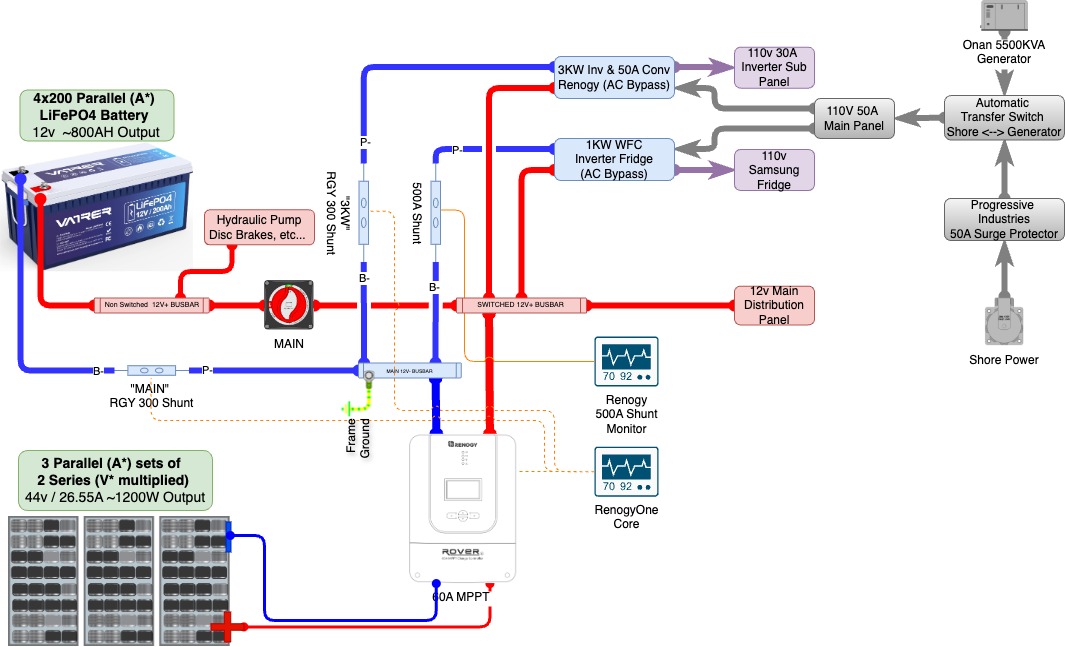 Onan 5500KVA
Generator
110v 30A
Inverter Sub
Panel
3KW Inv & 50A Conv
Renogy (AC Bypass)
4x200 Parallel (A*)
LiFePO4 Battery
12v ~800AH Output
110V 50A
Main Panel
Automatic
Transfer Switch
Shore <--> Generator
P-
P-
1KW WFC
Inverter Fridge
(AC Bypass)
110v
Samsung
Fridge
VATRER
LiFePO4
12V / 200Ah
"3KW"
RGY 300 Shunt
500A Shunt
Hydraulic Pump
Disc Brakes, etc...
Progressive
Industries
50A Surge Protector
B-
B-
Non Switched 12V+ BUSBAR
SWITCHED 12V+ BUSBAR
12v Main
Distribution
Panel
MAIN
Shore Power
B-
P-
MAIN 12V- BUSBAR
"MAIN"
RGY 300 Shunt
70 92
Renogy
500A Shunt
Monitor
Frame
Ground
RENOGY
3 Parallel (A*) sets of
2 Series (V* multiplied)
44v / 26.55A ~1200W Output
70 92
RenogyOne
Core
ROVER
60A MPPT